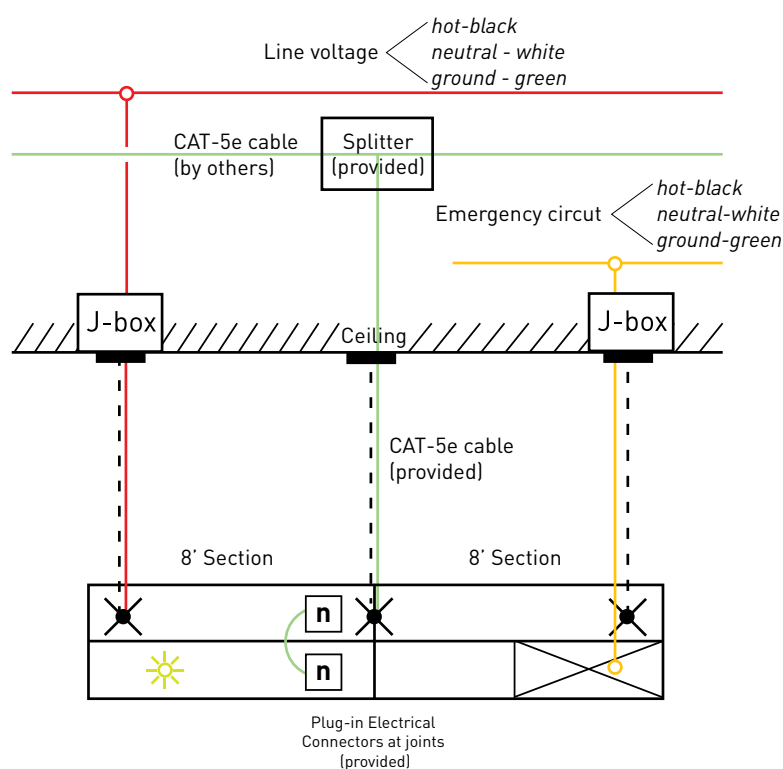 hot-black
Line voltage
neutral - white
ground - green
CAT-5e cable
(by others)
Splitter
(provided)
hot-black
Emergency circut
neutral-white
ground-green
J-box
J-box
Ceiling
CAT-5e cable
(provided)
8’ Section
8’ Section
n
n
Plug-in Electrical
Connectors at joints
(provided)